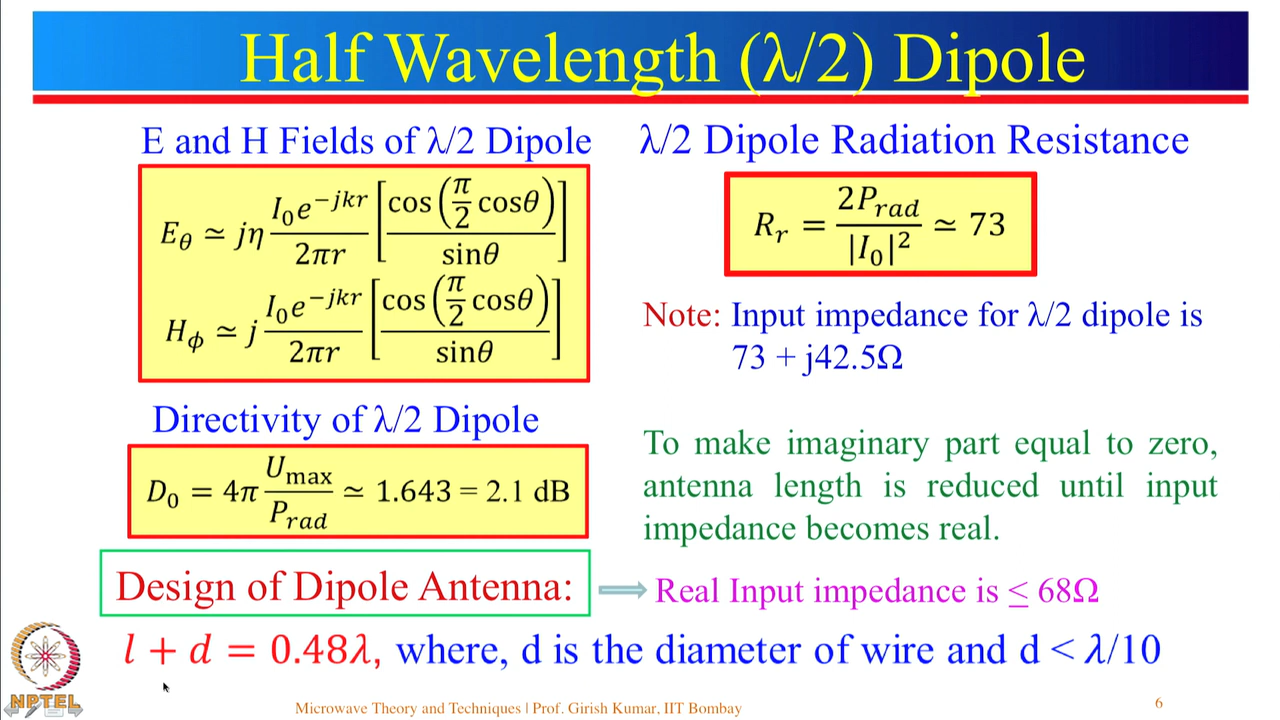 Half Wavelength (λ/2) Dipole
E and H Fields of λ/2 Dipole
E_θ ≃ jη I_0e^{-jkr}/2πr [cos(π/2 cosθ)/sinθ]
H_ϕ ≃ j I_0e^{-jkr}/2πr [cos(π/2 cosθ)/sinθ]
Directivity of λ/2 Dipole
D_0 = 4π U_max/P_rad ≃ 1.643 = 2.1 dB
λ/2 Dipole Radiation Resistance
R_r = 2P_rad/|I_0|^2 ≃ 73
Note: Input impedance for λ/2 dipole is
73 + j42.5Ω
To make imaginary part equal to zero,
antenna length is reduced until input
impedance becomes real.
Design of Dipole Antenna:
Real Input impedance is ≤ 68Ω
l + d = 0.48λ, where, d is the diameter of wire and d < λ/10
NPTEL
Microwave Theory and Techniques | Prof. Girish Kumar, IIT Bombay
6